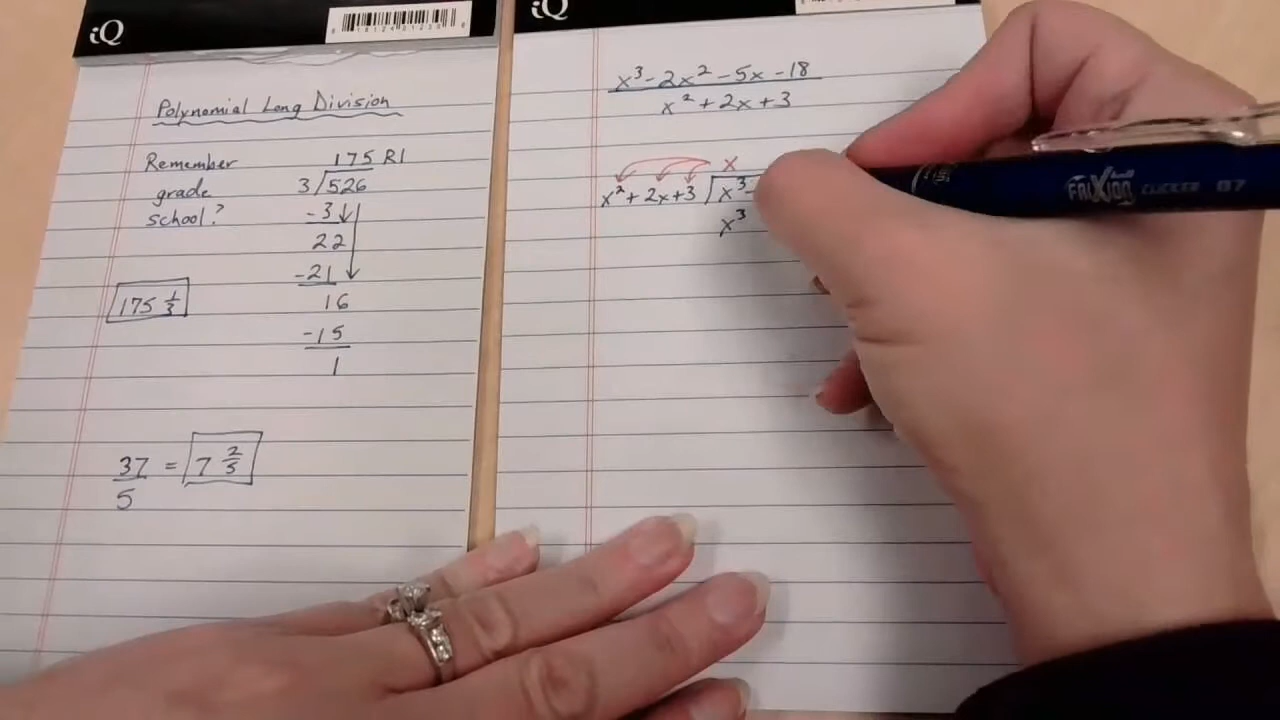 iQ
Polynomial Long Division
Remember
grade
school?
175 R1
3 526
-3
22
-21
16
-15
1
175 1/3
37/5 = 7 2/5
iQ
x³ - 2x² - 5x - 18
x² + 2x + 3
x
x² + 2x + 3 x³ -
x³
FRIXION CLICKER 07